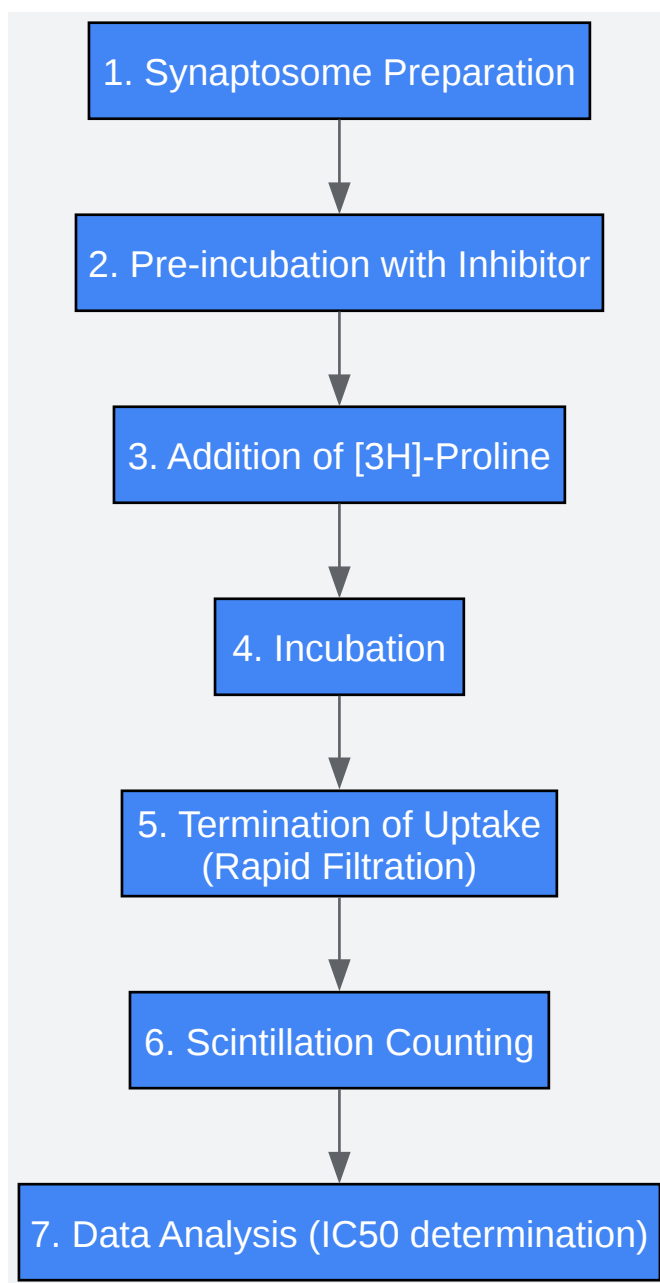 1. Synaptosome Preparation
2. Pre-incubation with Inhibitor
3. Addition of [3H]-Proline
4. Incubation
5. Termination of Uptake
(Rapid Filtration)
6. Scintillation Counting
7. Data Analysis (IC50 determination)